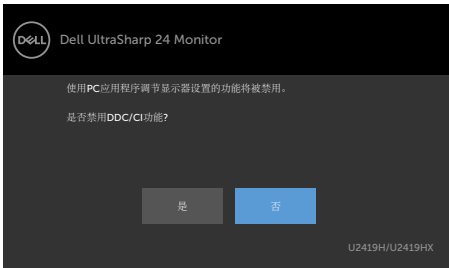 DELL
Dell UltraSharp 24 Monitor
使用PC应用程序调节显示器设置的功能将被禁用。
是否禁用DDC/CI功能?
是
否
U2419H/U2419HX